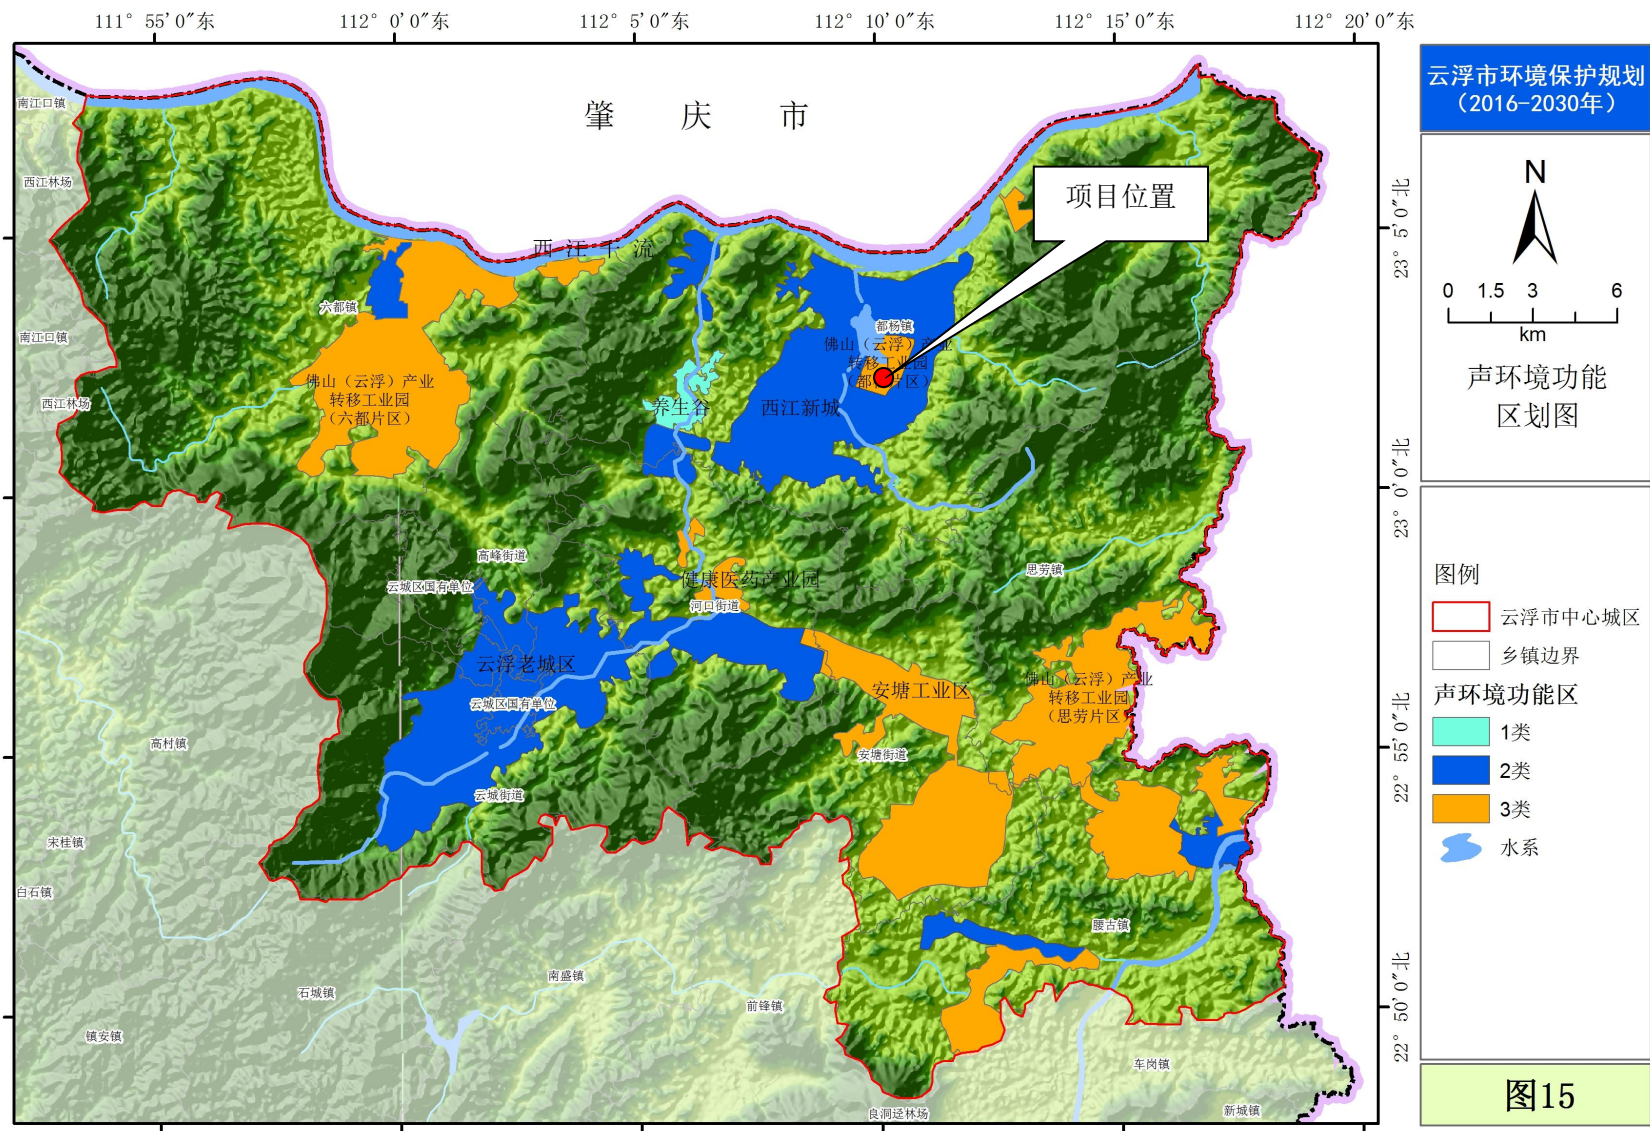 111° 55′0″东
112° 0′0″东
112° 5′0″东
112° 10′0″东
112° 15′0″东
112° 20′0″东
肇庆市
南江口镇
西江林场
南江口镇
西江林场
项目位置
西江干流
六都镇
都杨镇
佛山（云浮）产业
转移工业园
佛山（云浮）产业
转移工业园
（六都片区）
养生谷
西江新城
高峰街道
云城区国有单位
健康医药产业园
河口街道
思劳镇
云浮老城区
云城区国有单位
安塘工业区
佛山（云浮）产业
转移工业园
（思劳片区）
安塘街道
云城街道
高村镇
宋桂镇
白石镇
腰古镇
南盛镇
石城镇
前锋镇
镇安镇
车岗镇
良洞迳林场
新城镇
23° 5′0″北
23° 0′0″北
22° 55′0″北
22° 50′0″北
云浮市环境保护规划
（2016-2030年）
N
0 1.5 3 6
km
声环境功能
区划图
图例
云浮市中心城区
乡镇边界
声环境功能区
1类
2类
3类
水系
图15